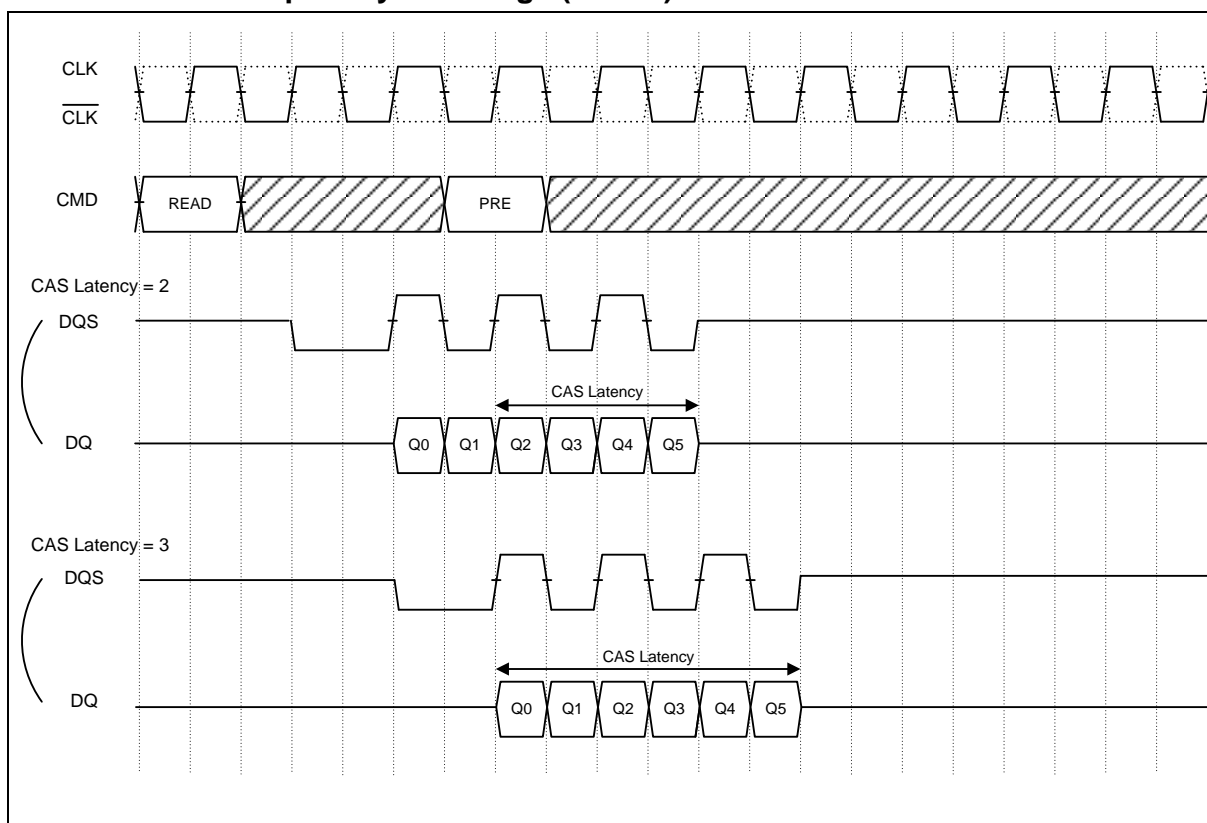 CLK
CLK
CMD
READ
PRE
CAS Latency = 2
DQS
CAS Latency
DQ
Q0 Q1 Q2 Q3 Q4 Q5
CAS Latency = 3
DQS
CAS Latency
DQ
Q0 Q1 Q2 Q3 Q4 Q5